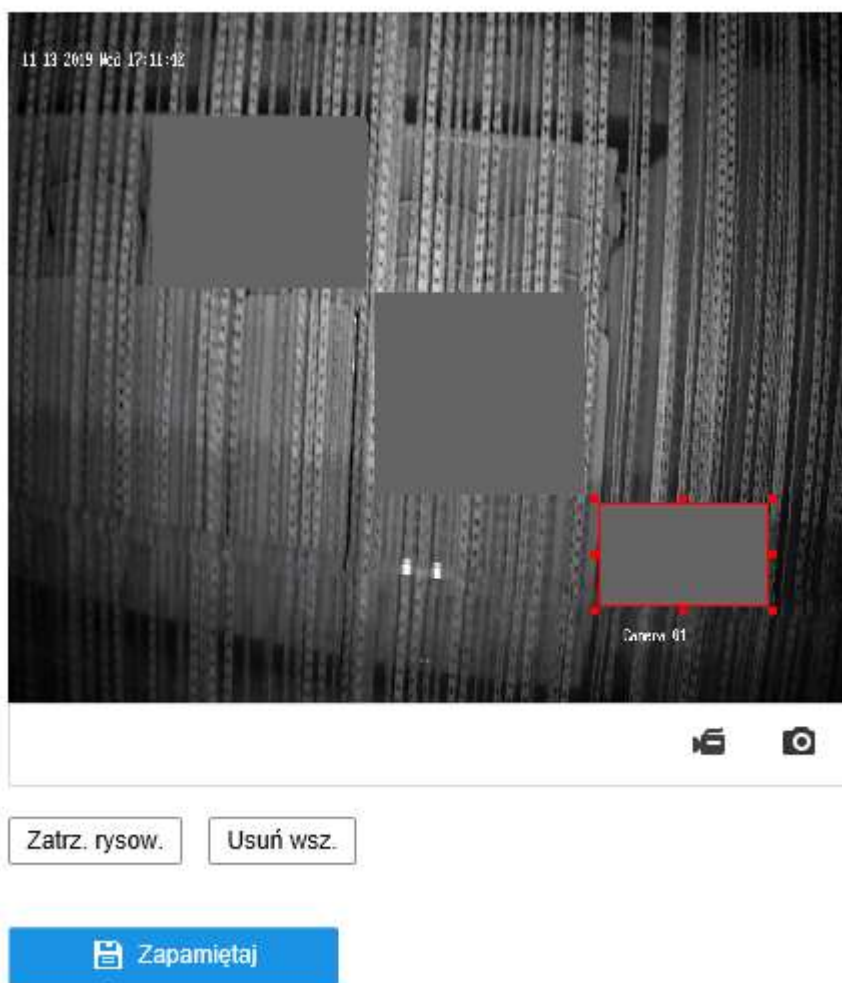 11-13-2019 Wed 17:11:42
Camera 01
Zatrz. rysow.
Usuń wsz.
Zapamiętaj